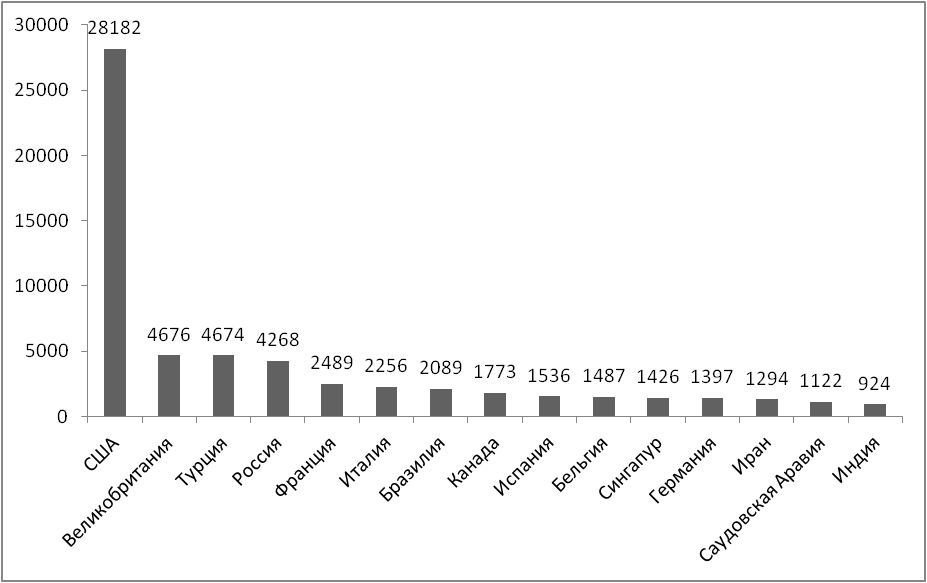 30000
25000
20000
15000
10000
5000
0
28182
4676
4674
4268
2489
2256
2089
1773
1536
1487
1426
1397
1294
1122
924
США
Великобритания
Турция
Россия
Франция
Италия
Бразилия
Канада
Испания
Бельгия
Сингапур
Германия
Иран
Саудовская Аравия
Индия